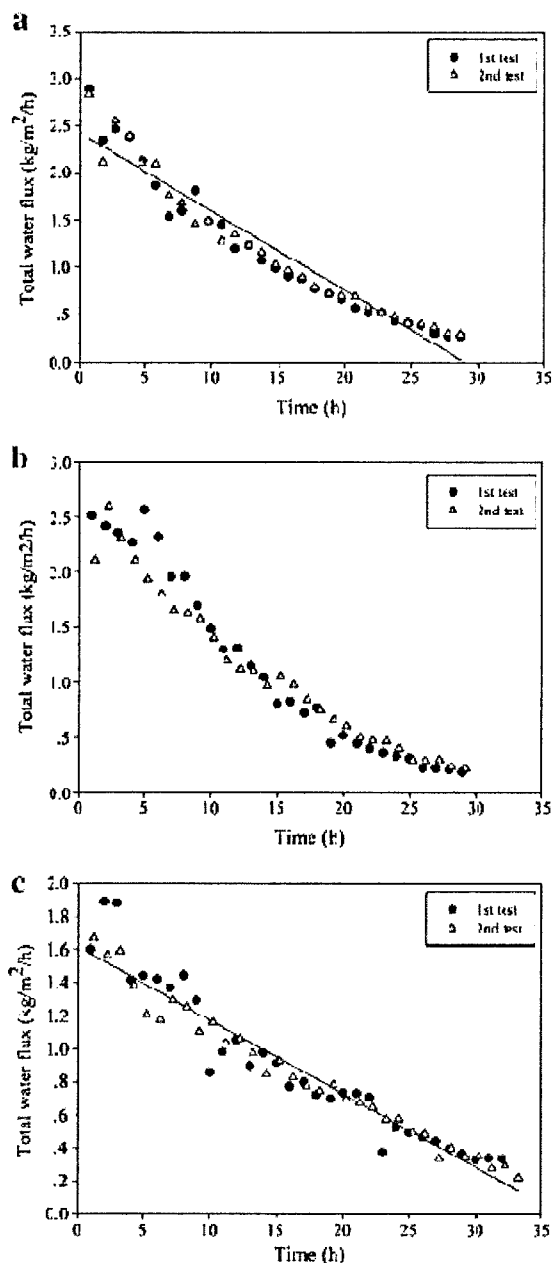 a
3.5
3.0
2.5
2.0
1.5
1.0
.5
0.0
Total water flux (kg/m²/h)
1st test
2nd test
0 5 10 15 20 25 30 35
Time (h)
b
3.0
2.5
2.0
1.5
1.0
.5
0.0
Total water flux (kg/m2/h)
1st test
2nd test
0 5 10 15 20 25 30 35
Time (h)
c
2.0
1.8
1.6
1.4
1.2
1.0
.8
.6
.4
.2
0.0
Total water flux (kg/m²/h)
1st test
2nd test
0 5 10 15 20 25 30 35
Time (h)